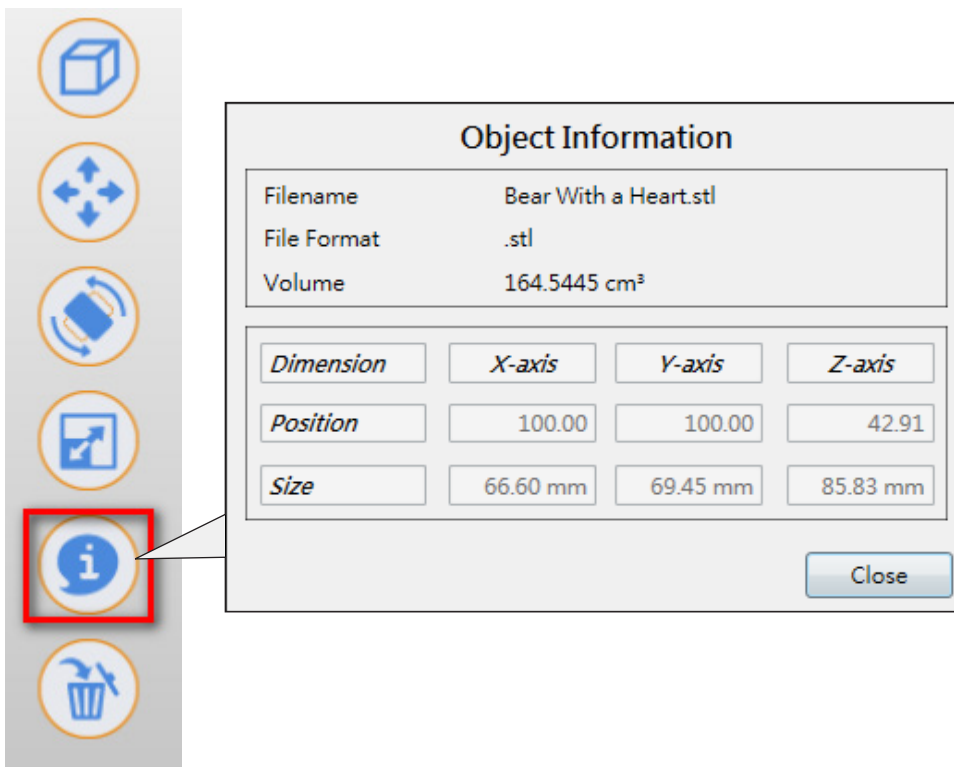 Object Information
Filename Bear With a Heart.stl
File Format .stl
Volume 164.5445 cm³
Dimension X-axis Y-axis Z-axis
Position 100.00 100.00 42.91
Size 66.60 mm 69.45 mm 85.83 mm
i
Close